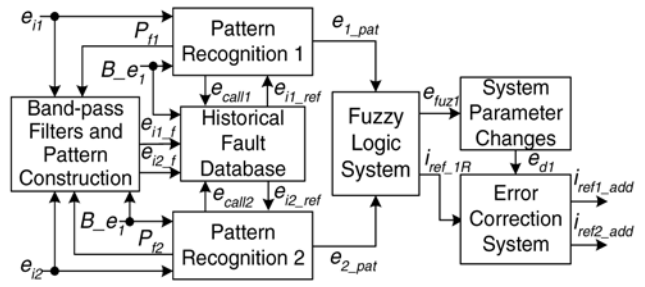 e_i1
P_f1
Pattern
Recognition 1
e_1_pat
B_e_1
e_call1
e_i1_ref
Band-pass
Filters and
Pattern
Construction
e_i1_f
e_i2_f
Historical
Fault
Database
Fuzzy
Logic
System
e_fuz1
System
Parameter
Changes
i_ref_1R
e_d1
Error
Correction
System
i_ref1_add
i_ref2_add
e_call2
e_i2_ref
B_e_1
P_f2
Pattern
Recognition 2
e_2_pat
e_i2